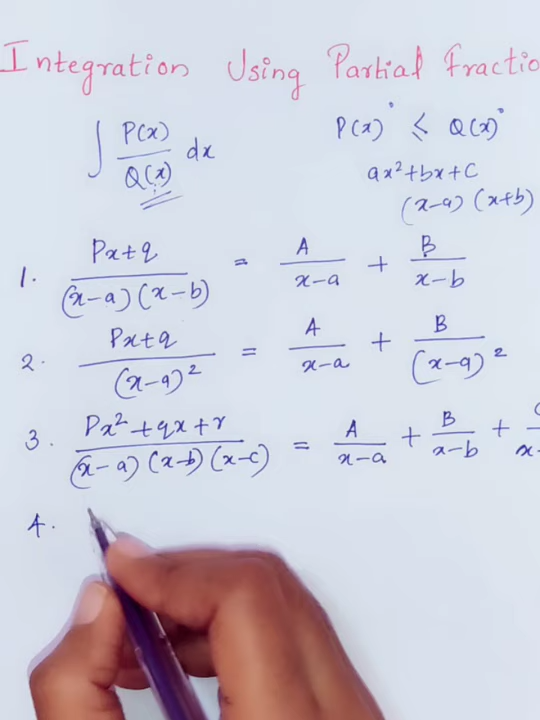 Integration Using Partial Fractio
∫ P(x)/Q(x) dx
P(x)° ⩽ Q(x)°
ax²+bx+c
(x-a) (x+b)
1. Px+q/(x-a)(x-b) = A/x-a + B/x-b
2. Px+q/(x-a)² = A/x-a + B/(x-a)²
3. Px²+qx+r/(x-a)(x-b)(x-c) = A/x-a + B/x-b + C/x-
4.